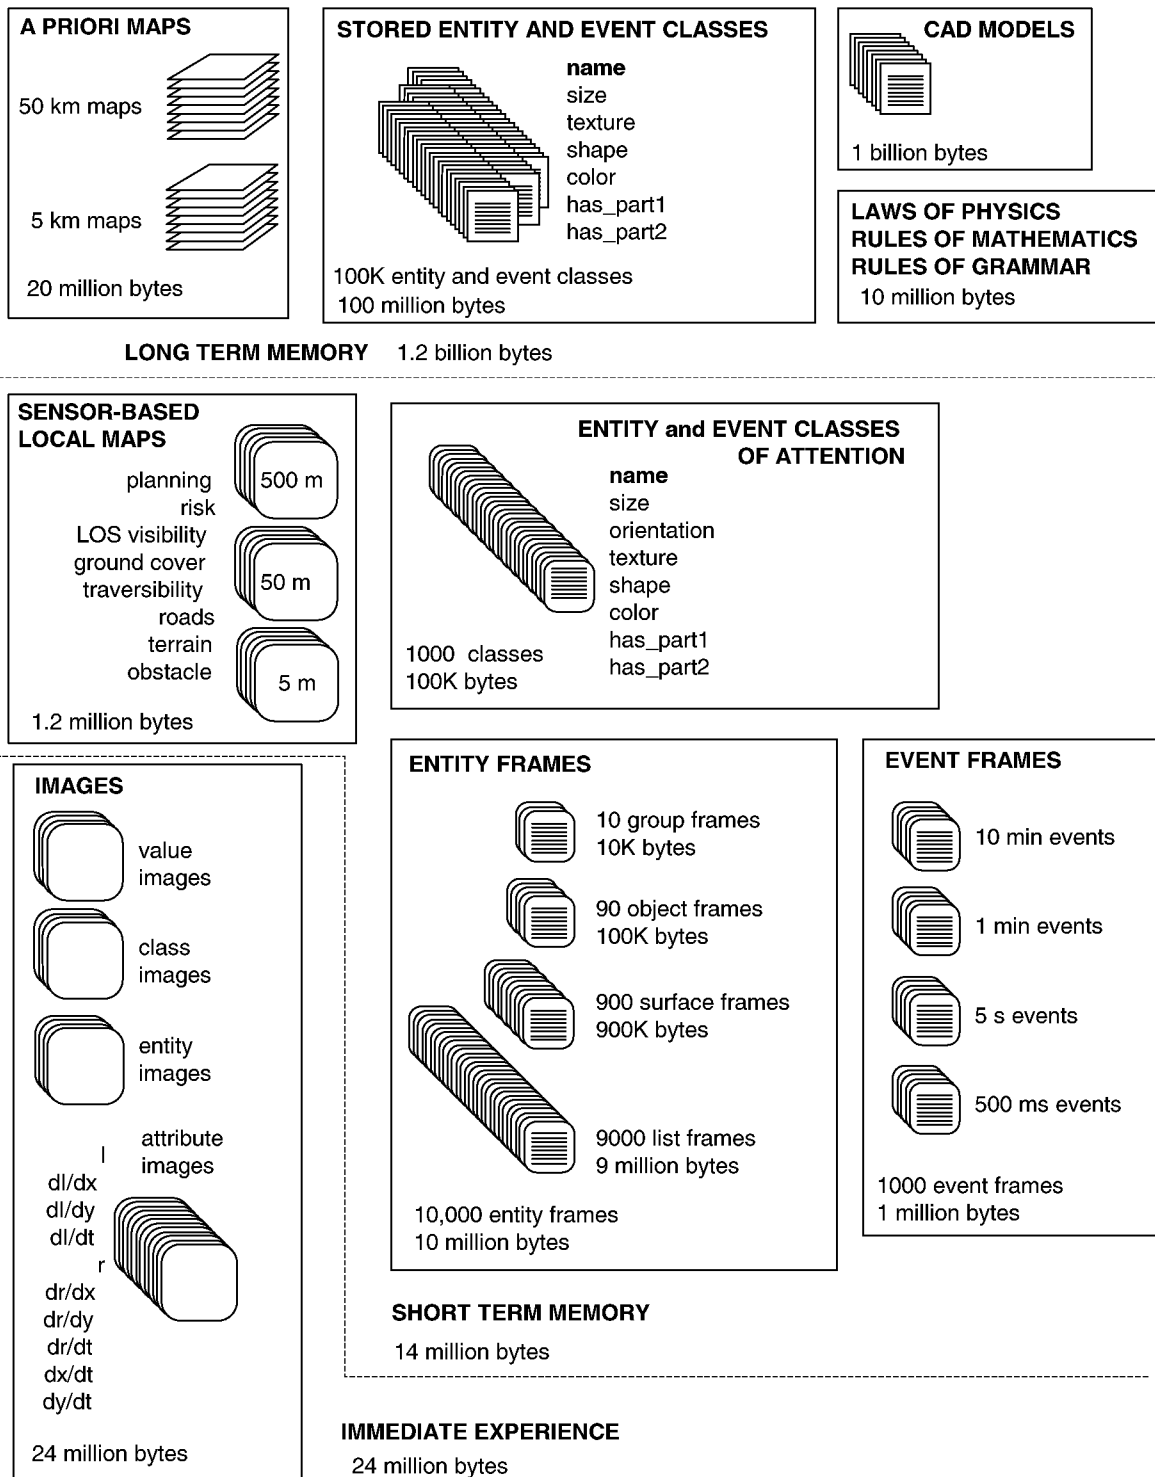 A PRIORI MAPS
50 km maps
5 km maps
20 million bytes
STORED ENTITY AND EVENT CLASSES
name
size
texture
shape
color
has_part1
has_part2
100K entity and event classes
100 million bytes
CAD MODELS
1 billion bytes
LAWS OF PHYSICS
RULES OF MATHEMATICS
RULES OF GRAMMAR
10 million bytes
LONG TERM MEMORY 1.2 billion bytes
SENSOR-BASED
LOCAL MAPS
planning
risk
LOS visibility
ground cover
traversibility
roads
terrain
obstacle
500 m
50 m
5 m
1.2 million bytes
ENTITY and EVENT CLASSES
OF ATTENTION
name
size
orientation
texture
shape
color
has_part1
has_part2
1000 classes
100K bytes
IMAGES
value
images
class
images
entity
images
attribute
images
I
dI/dx
dI/dy
dI/dt
r
dr/dx
dr/dy
dr/dt
dx/dt
dy/dt
24 million bytes
ENTITY FRAMES
10 group frames
10K bytes
90 object frames
100K bytes
900 surface frames
900K bytes
9000 list frames
9 million bytes
10,000 entity frames
10 million bytes
EVENT FRAMES
10 min events
1 min events
5 s events
500 ms events
1000 event frames
1 million bytes
SHORT TERM MEMORY
14 million bytes
IMMEDIATE EXPERIENCE
24 million bytes